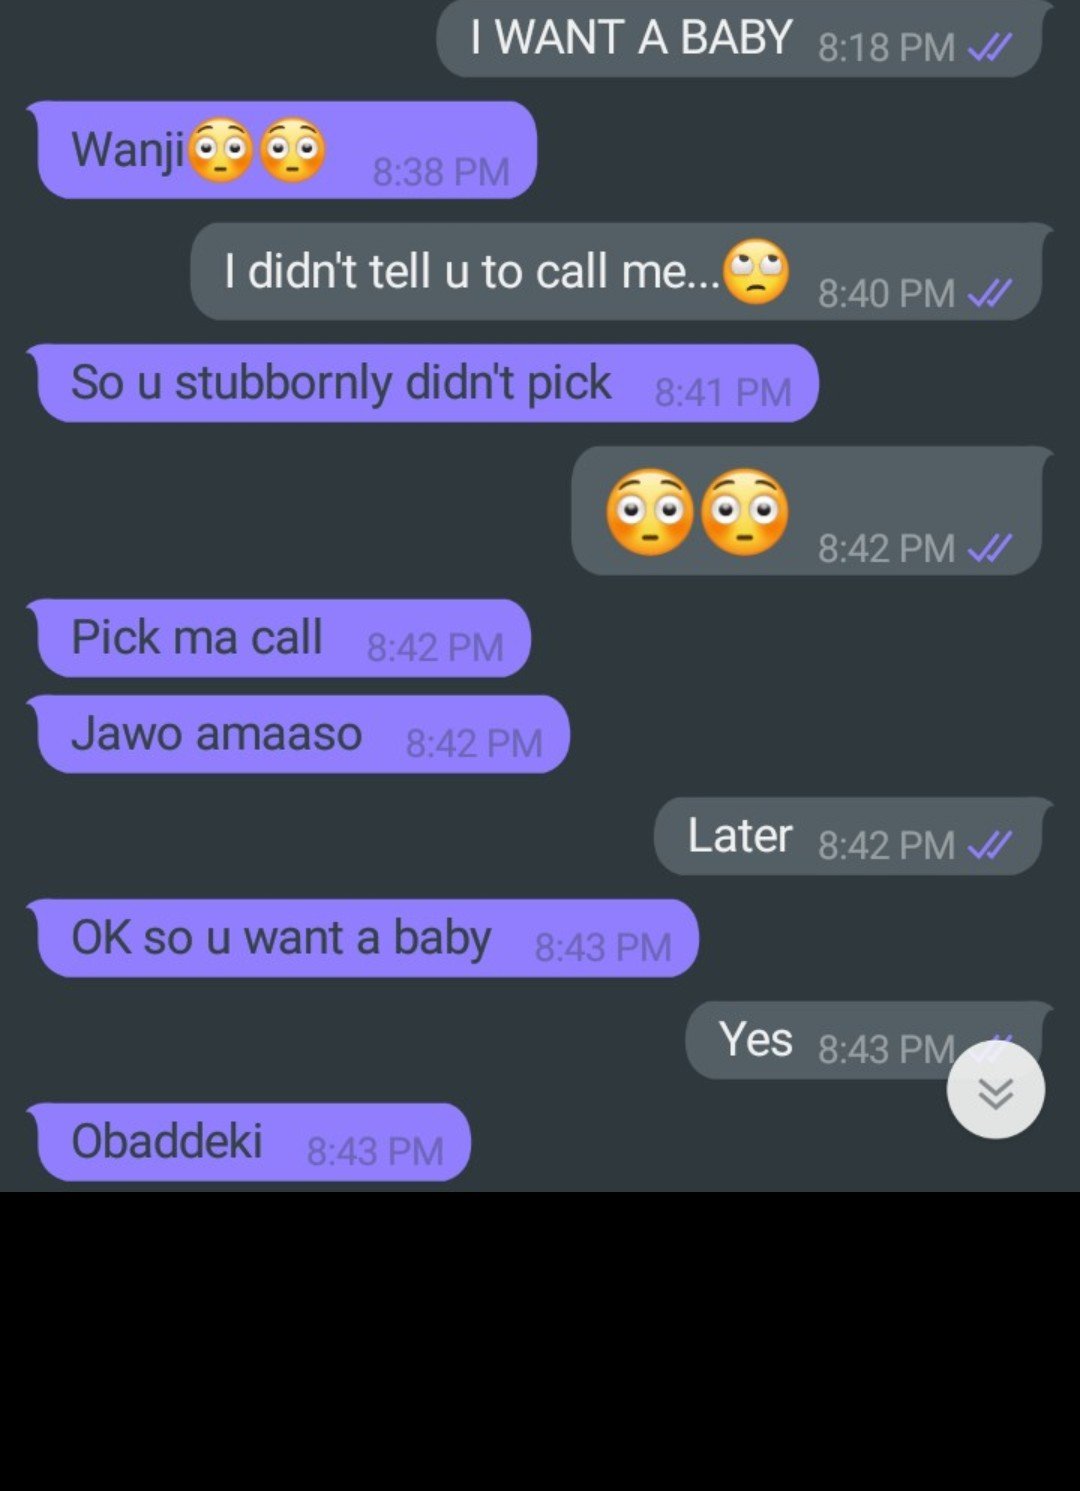 I WANT A BABY 8:18 PM
Wanji😳😳 8:38 PM
I didn't tell u to call me...🙄 8:40 PM
So u stubbornly didn't pick 8:41 PM
😳😳 8:42 PM
Pick ma call 8:42 PM
Jawo amaaso 8:42 PM
Later 8:42 PM
OK so u want a baby 8:43 PM
Yes 8:43 PM
Obaddeki 8:43 PM